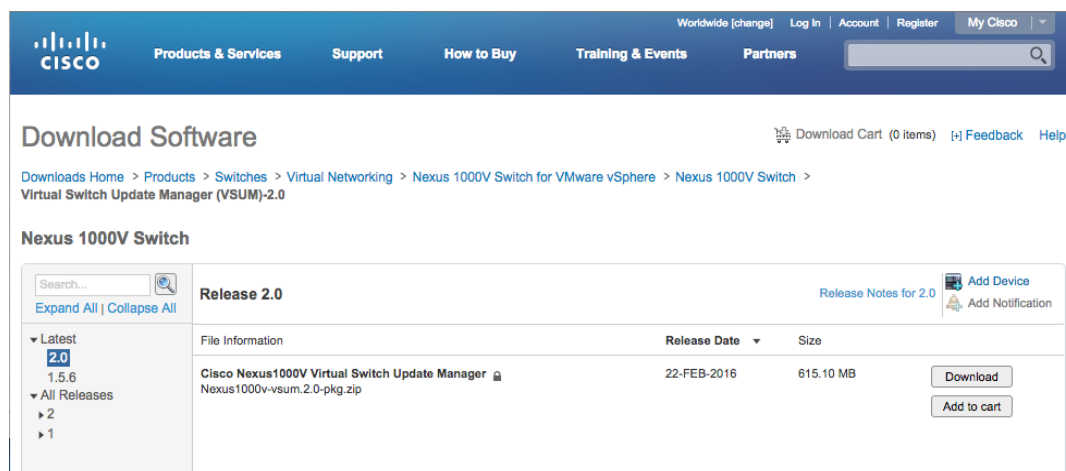 Worldwide [change] Log In | Account | Register My Cisco
CISCO Products & Services Support How to Buy Training & Events Partners
Download Software
Download Cart (0 items) [+] Feedback Help
Downloads Home > Products > Switches > Virtual Networking > Nexus 1000V Switch for VMware vSphere > Nexus 1000V Switch >
Virtual Switch Update Manager (VSUM)-2.0
Nexus 1000V Switch
Search...
Expand All | Collapse All
Release 2.0
Release Notes for 2.0
Add Device
Add Notification
Latest
2.0
1.5.6
All Releases
2
1
File Information Release Date Size
Cisco Nexus1000V Virtual Switch Update Manager 22-FEB-2016 615.10 MB Download
Nexus1000v-vsum.2.0-pkg.zip
Add to cart